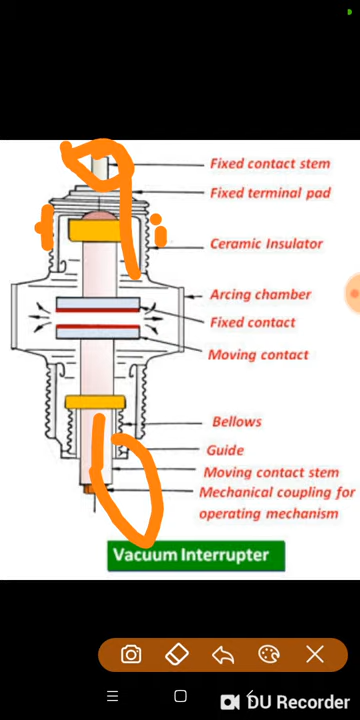 Fixed contact stem
Fixed terminal pad
Ceramic Insulator
Arcing chamber
Fixed contact
Moving contact
Bellows
Guide
Moving contact stem
Mechanical coupling for
operating mechanism
Vacuum Interrupter
DU Recorder